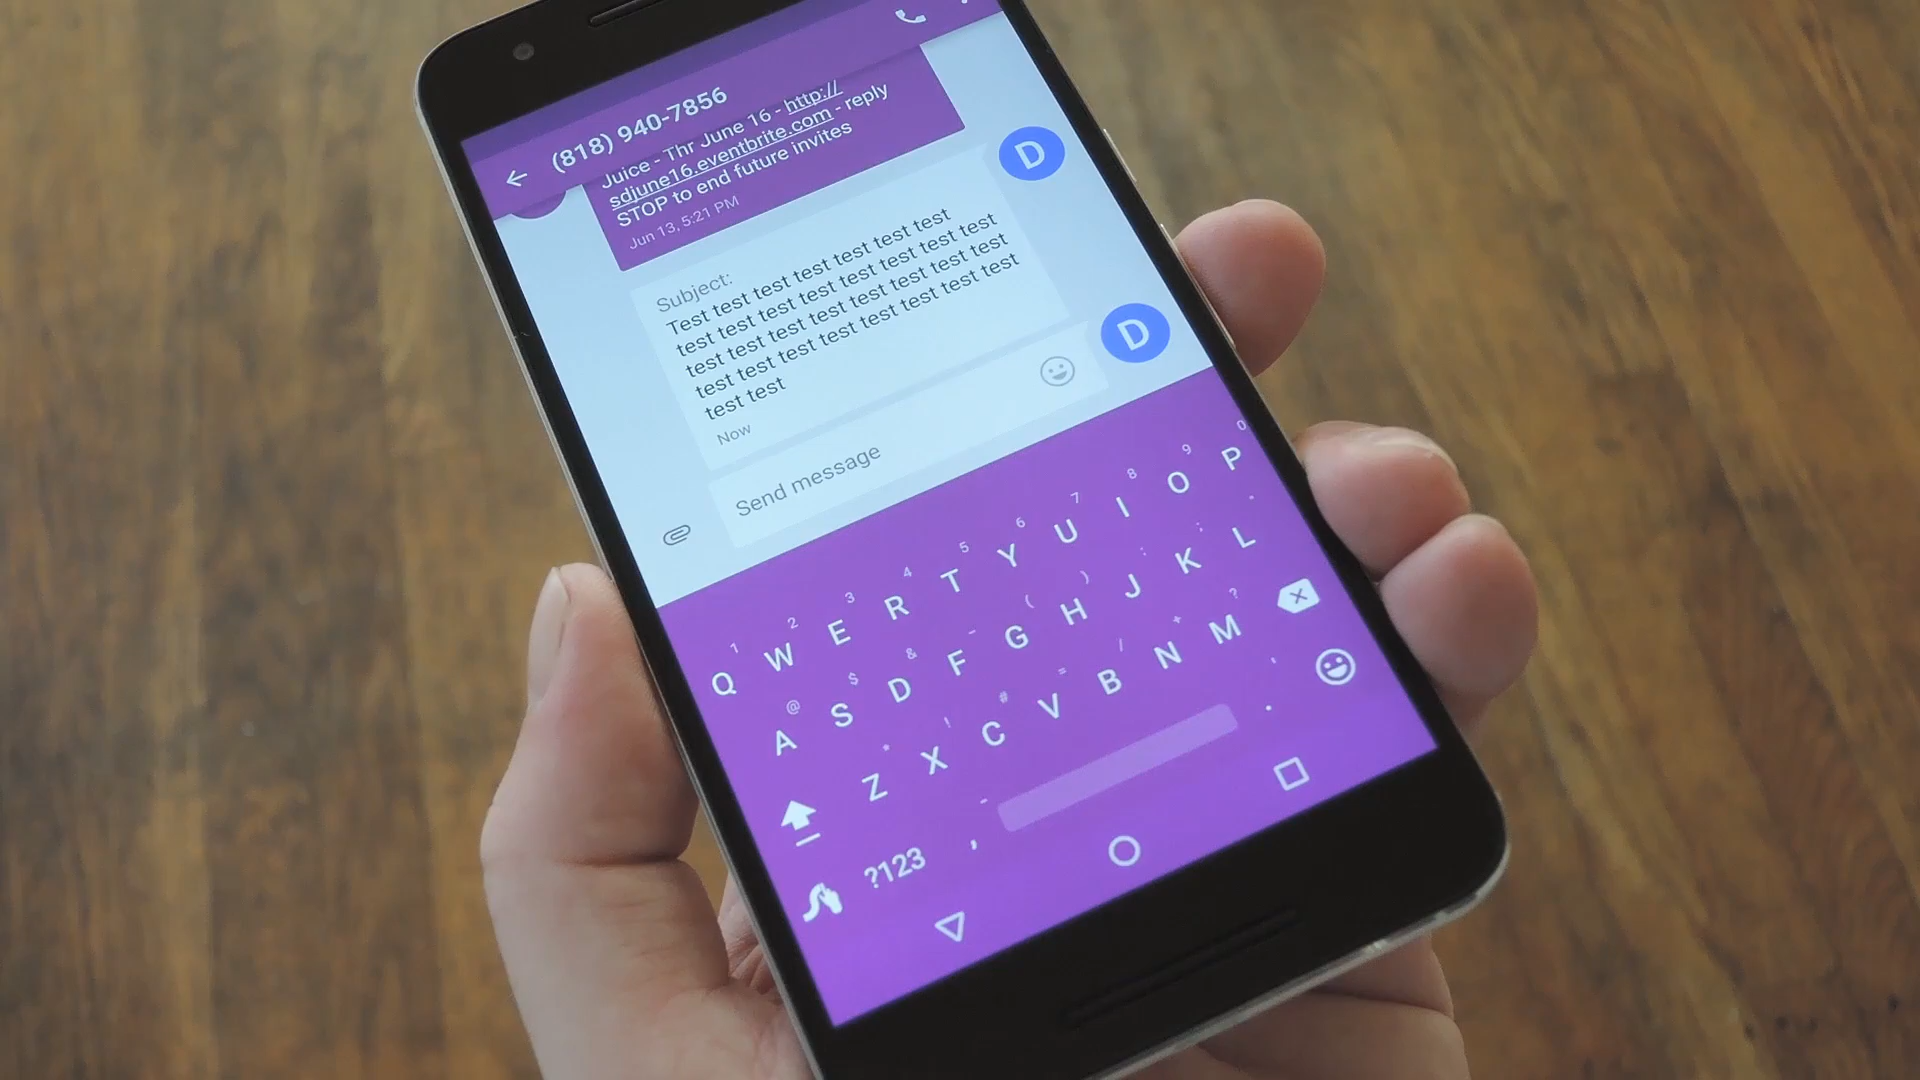 (818) 940-7856
Juice - Thr June 16 - http://
sdjune16.eventbrite.com - reply
STOP to end future invites
Jun 13, 5:21 PM
D
Subject:
Test test test test test test test
test test test test test test test test
test test test test test test test test
test test test test test test test test
test test
Now
D
Send message
1 2 3 4 5 6 7 8 9 0
Q W E R T Y U I O P
@ $ & - ( ) : ;
A S D F G H J K L
* ! # = / + ?
Z X C V B N M
?123 , .